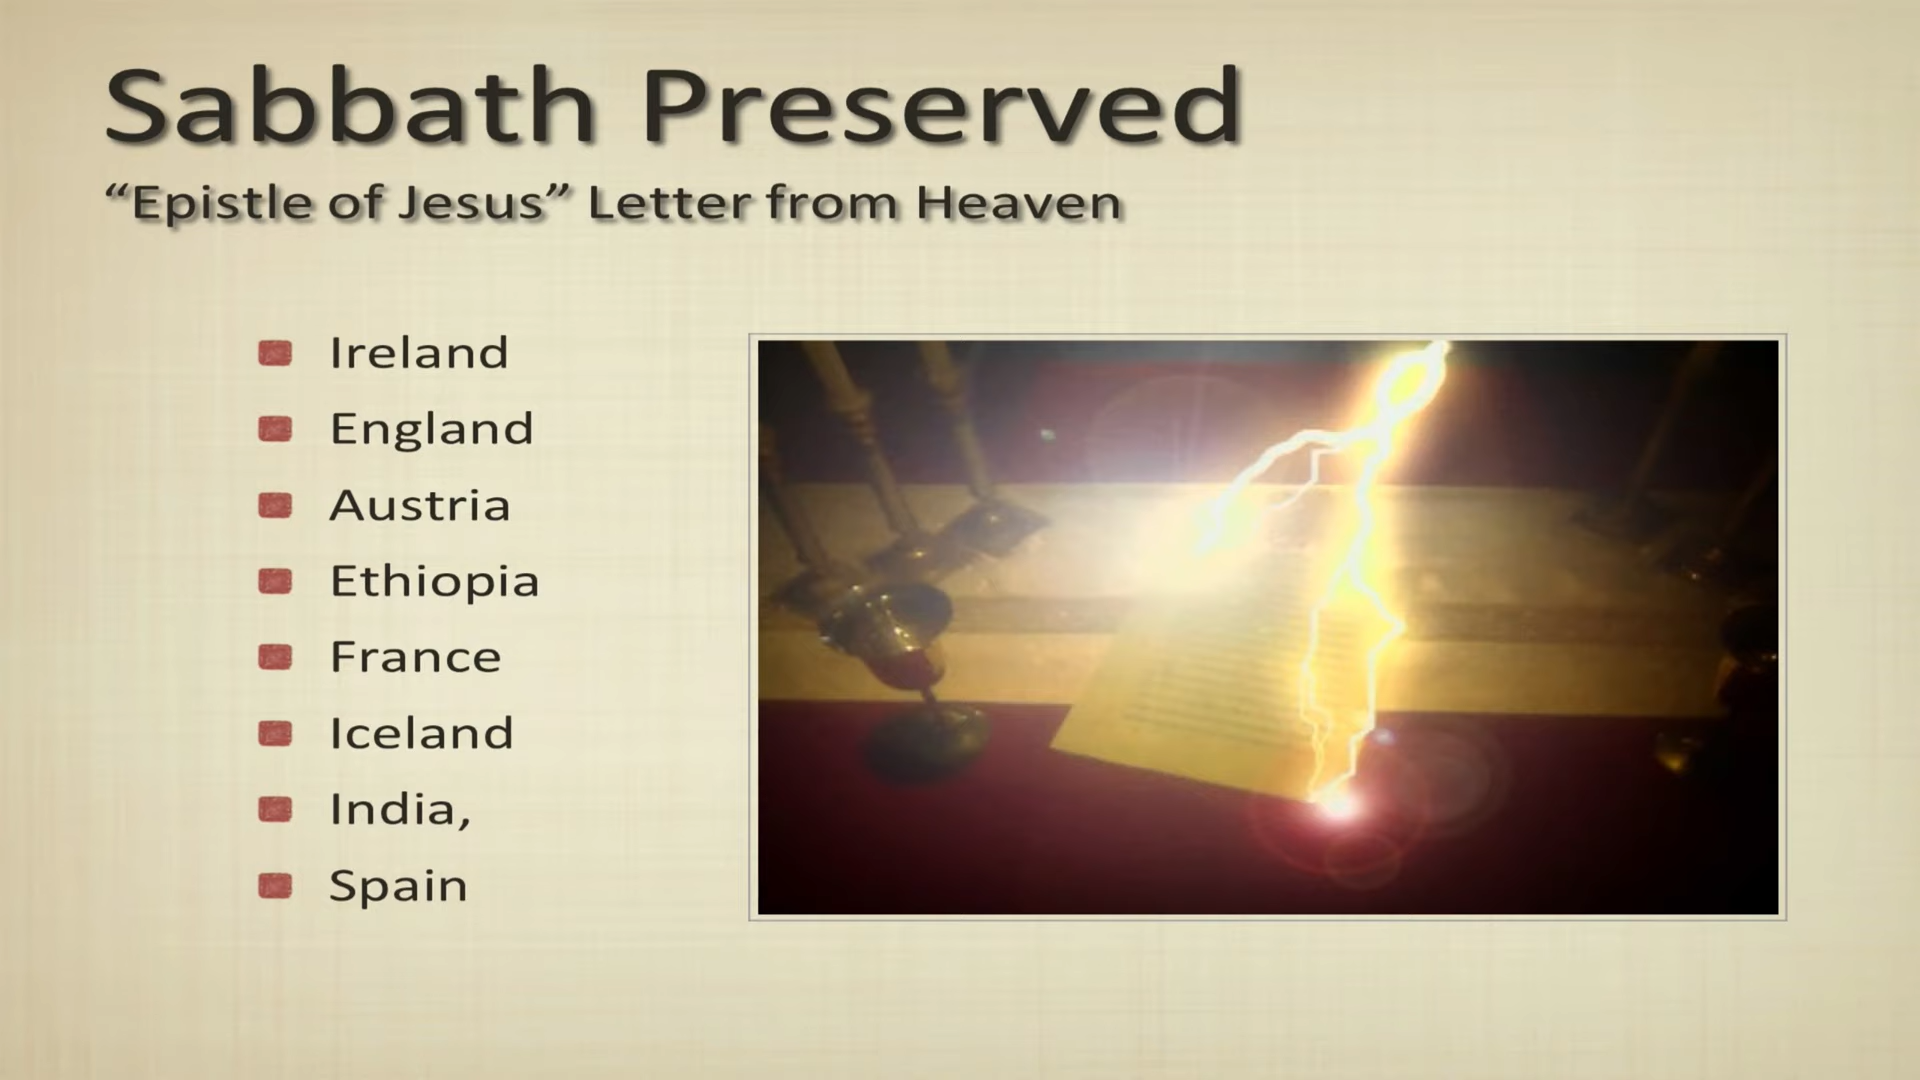 Sabbath Preserved
“Epistle of Jesus” Letter from Heaven
Ireland
England
Austria
Ethiopia
France
Iceland
India,
Spain